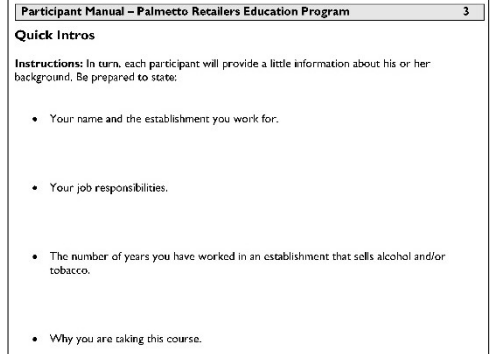 Participant Manual – Palmetto Retailers Education Program 3
Quick Intros
Instructions: In turn, each participant will provide a little information about his or her
background. Be prepared to state:
• Your name and the establishment you work for.
• Your job responsibilities.
• The number of years you have worked in an establishment that sells alcohol and/or
tobacco.
• Why you are taking this course.